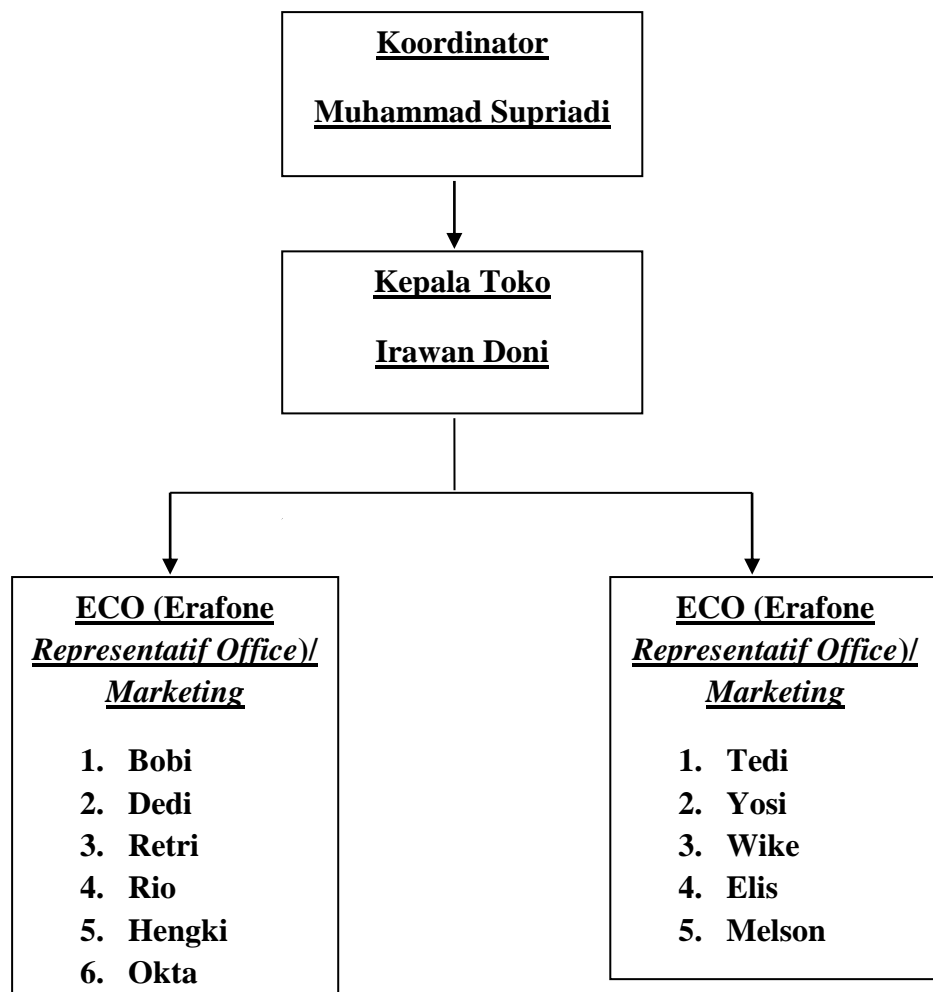 Koordinator
Muhammad Supriadi
Kepala Toko
Irawan Doni
ECO (Erafone
Representatif Office)/
Marketing
1. Bobi
2. Dedi
3. Retri
4. Rio
5. Hengki
6. Okta
ECO (Erafone
Representatif Office)/
Marketing
1. Tedi
2. Yosi
3. Wike
4. Elis
5. Melson